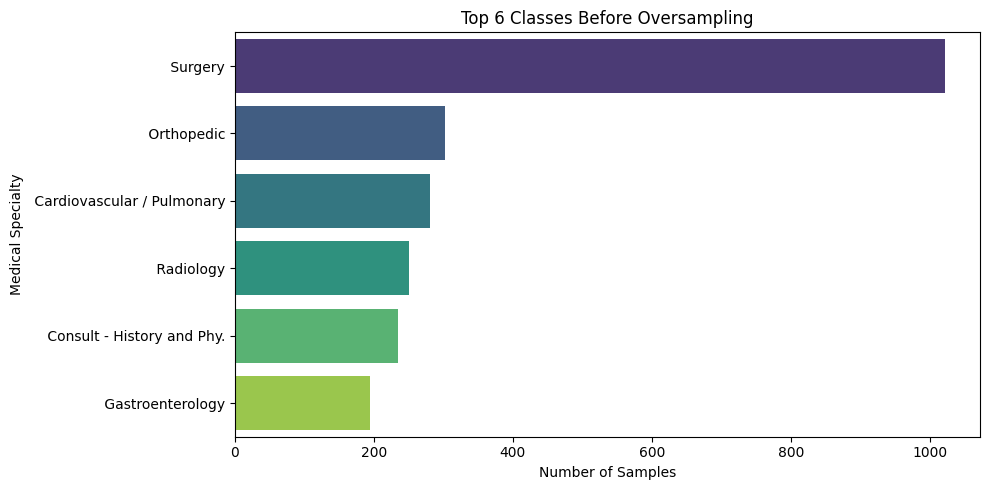 Top 6 Classes Before Oversampling
Medical Specialty
Surgery
Orthopedic
Cardiovascular / Pulmonary
Radiology
Consult - History and Phy.
Gastroenterology
0 200 400 600 800 1000
Number of Samples